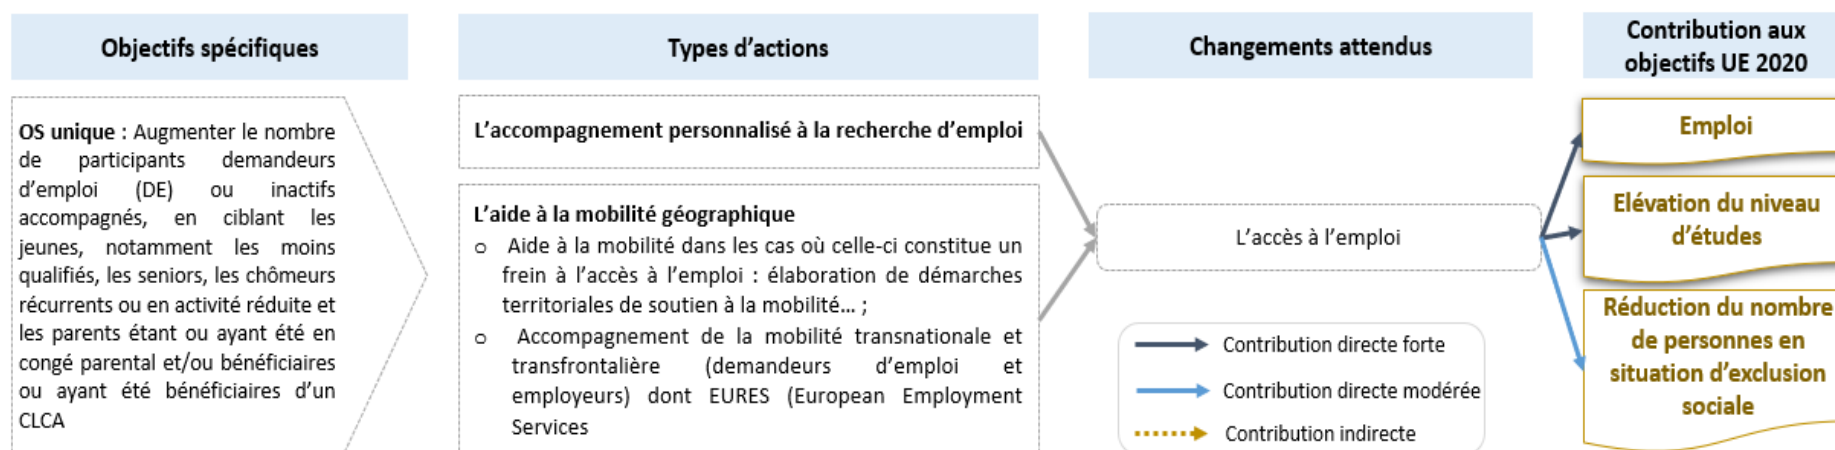 Objectifs spécifiques
Types d'actions
Changements attendus
Contribution aux
objectifs UE 2020
OS unique : Augmenter le nombre
de participants demandeurs
d'emploi (DE) ou inactifs
accompagnés, en ciblant les
jeunes, notamment les moins
qualifiés, les seniors, les chômeurs
récurrents ou en activité réduite et
les parents étant ou ayant été en
congé parental et/ou bénéficiaires
ou ayant été bénéficiaires d'un
CLCA
L'accompagnement personnalisé à la recherche d'emploi
L'aide à la mobilité géographique
o Aide à la mobilité dans les cas où celle-ci constitue un
frein à l'accès à l'emploi : élaboration de démarches
territoriales de soutien à la mobilité... ;
o Accompagnement de la mobilité transnationale et
transfrontalière (demandeurs d'emploi et
employeurs) dont EURES (European Employment
Services
L'accès à l'emploi
Contribution directe forte
Contribution directe modérée
Contribution indirecte
Emploi
Elévation du niveau
d'études
Réduction du nombre
de personnes en
situation d'exclusion
sociale